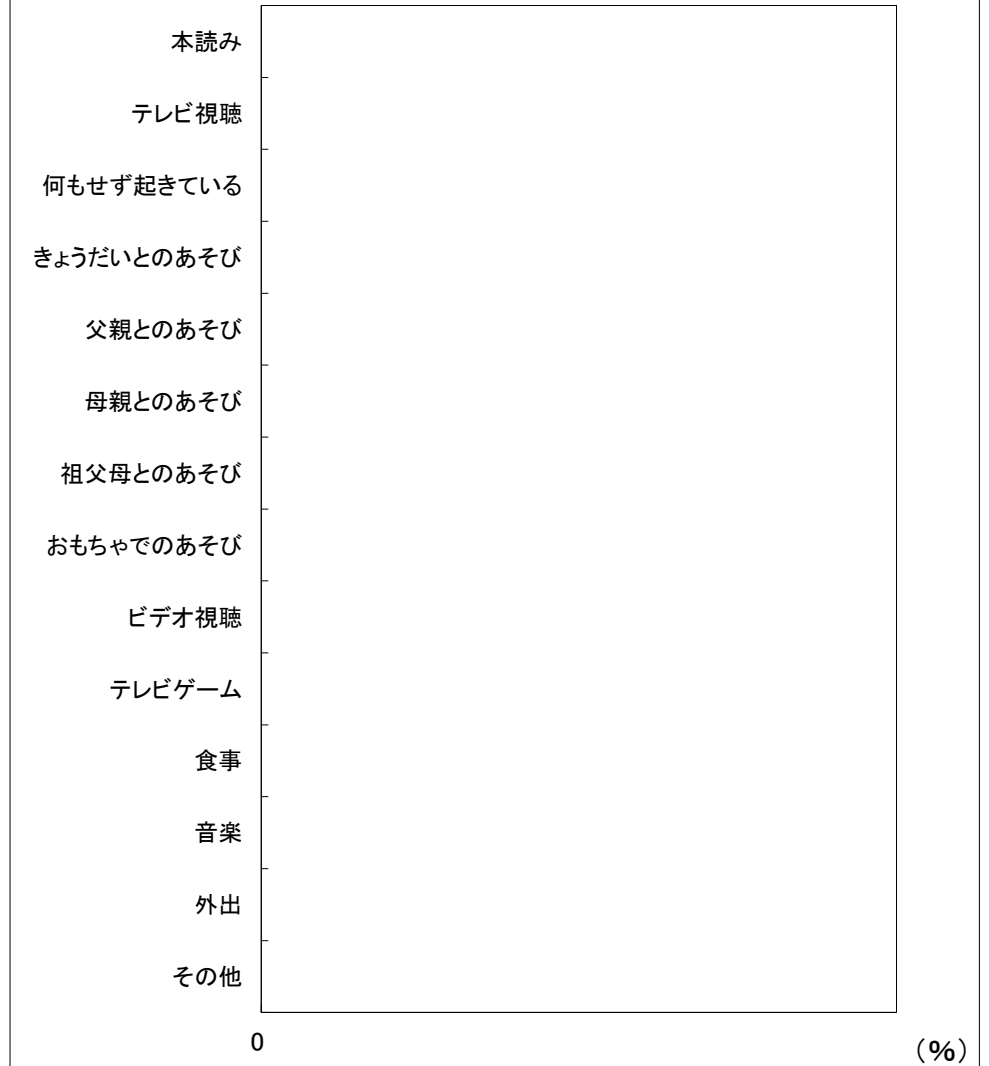 本読み
テレビ視聴
何もせず起きている
きょうだいとのあそび
父親とのあそび
母親とのあそび
祖父母とのあそび
おもちゃでのあそび
ビデオ視聴
テレビゲーム
食事
音楽
外出
その他
0
（%）